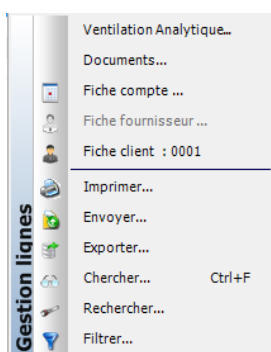 Ventilation Analytique...
Documents...
Fiche compte ...
Fiche fournisseur ...
Fiche client : 0001
Imprimer...
Envoyer...
Exporter...
Chercher... Ctrl+F
Rechercher...
Filtrer...
Gestion lignes